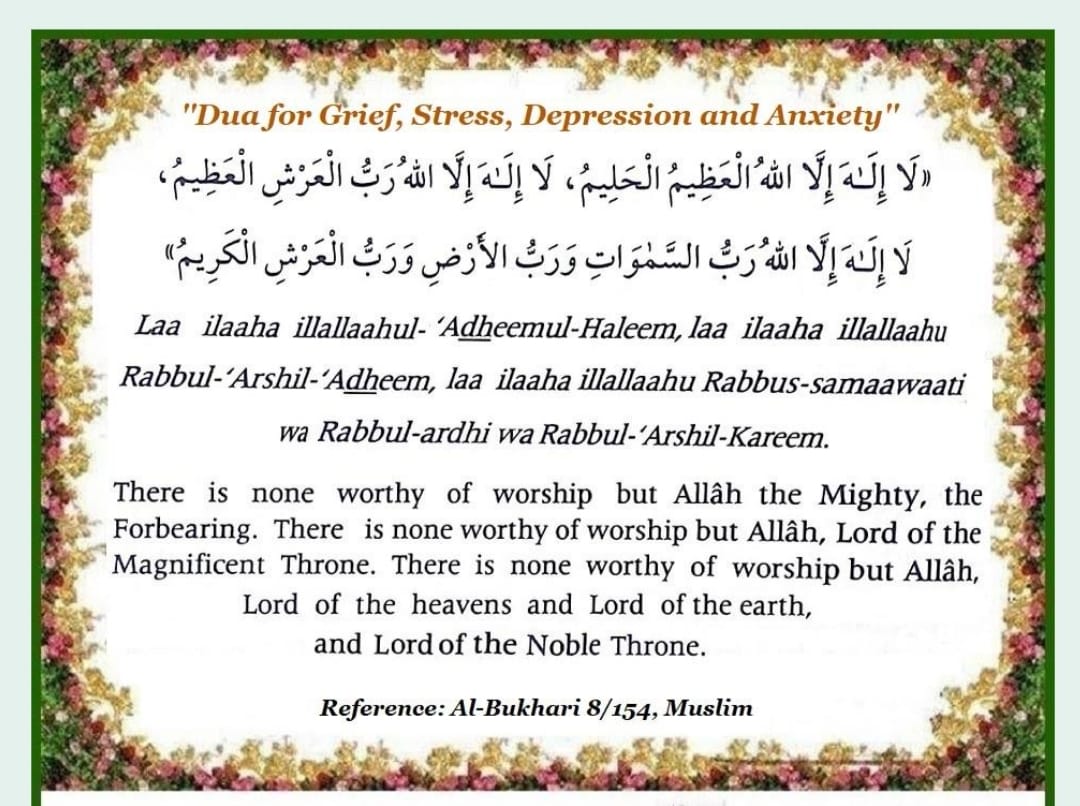 "Dua for Grief, Stress, Depression and Anxiety"
«لَا إِلَـٰهَ إِلَّا اللهُ الْعَظِيمُ الْحَلِيمُ، لَا إِلَـٰهَ إِلَّا اللهُ رَبُّ الْعَرْشِ الْعَظِيمُ،
لَا إِلَـٰهَ إِلَّا اللهُ رَبُّ السَّمٰوَاتِ وَرَبُّ الأَرْضِ وَرَبُّ الْعَرْشِ الْكَرِيمُ»
Laa ilaaha illallaahul- ‘Adheemul-Haleem, laa ilaaha illallaahu
Rabbul-‘Arshil-‘Adheem, laa ilaaha illallaahu Rabbus-samaawaati
wa Rabbul-ardhi wa Rabbul-‘Arshil-Kareem.
There is none worthy of worship but Allâh the Mighty, the
Forbearing. There is none worthy of worship but Allâh, Lord of the
Magnificent Throne. There is none worthy of worship but Allâh,
Lord of the heavens and Lord of the earth,
and Lord of the Noble Throne.
Reference: Al-Bukhari 8/154, Muslim